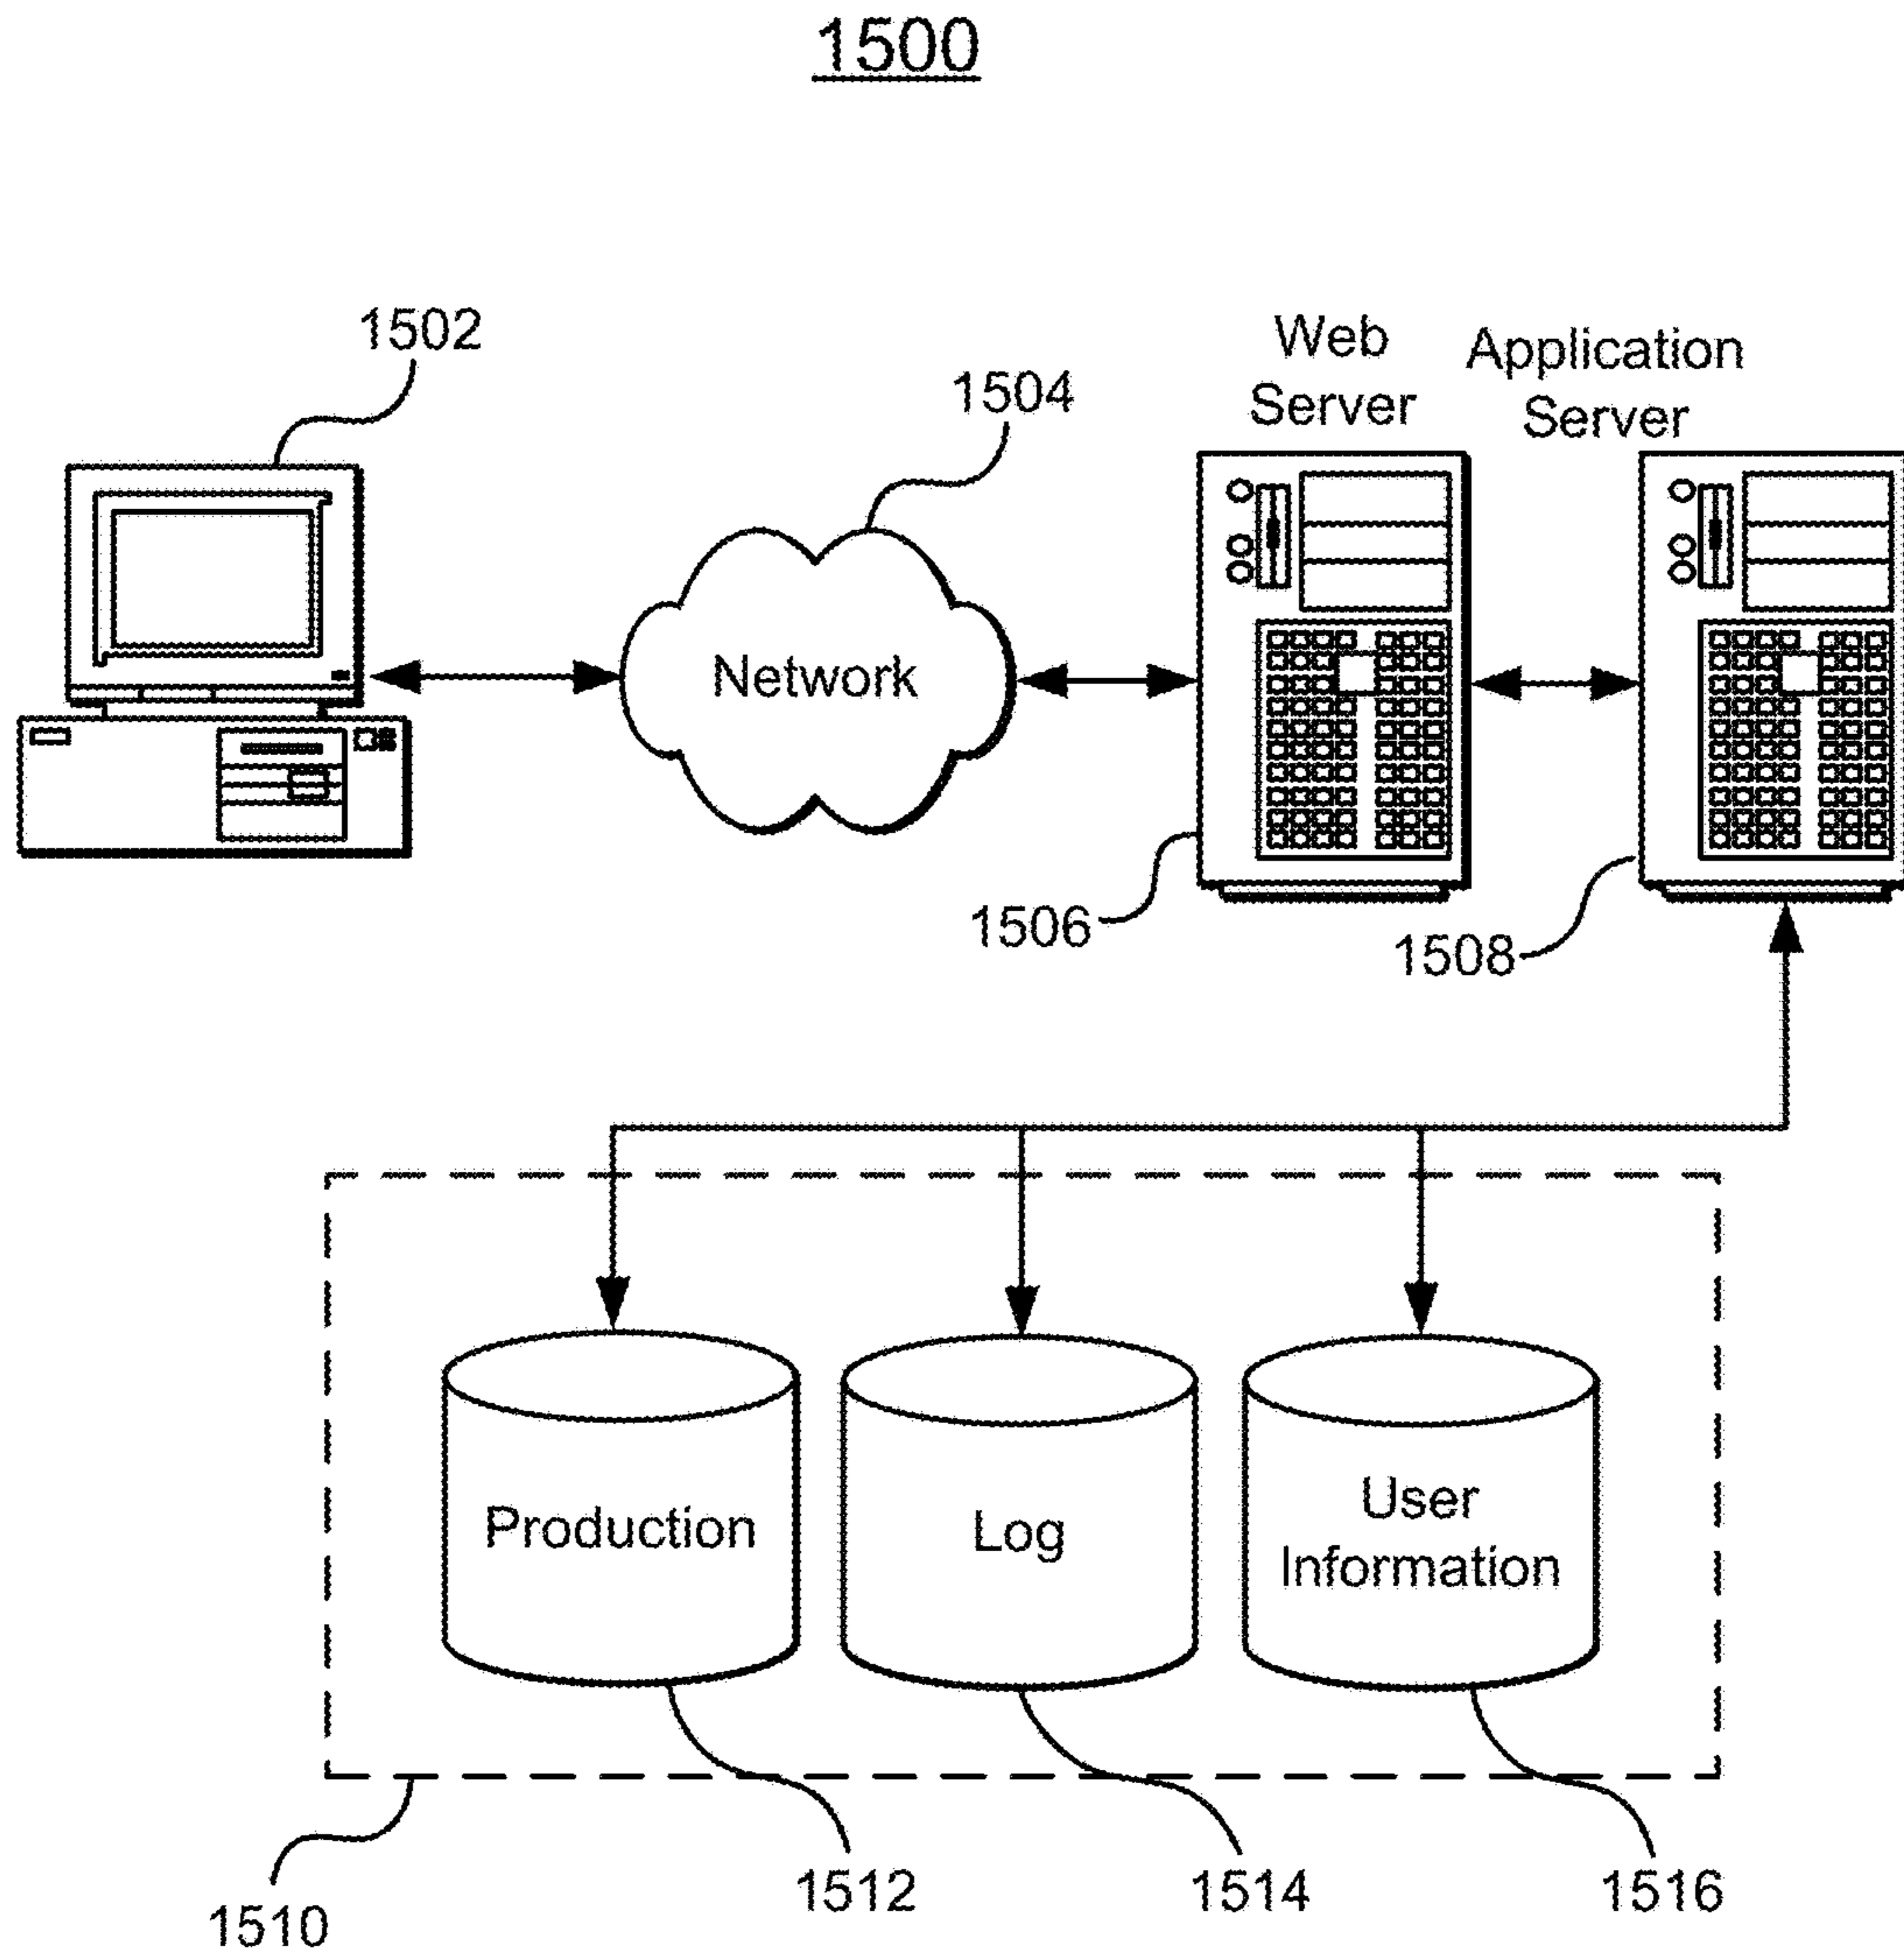 1500
1502
1504
Web
Server
Application
Server
Network
1506
1508
Production
Log
User
Information
1510
1512
1514
1516